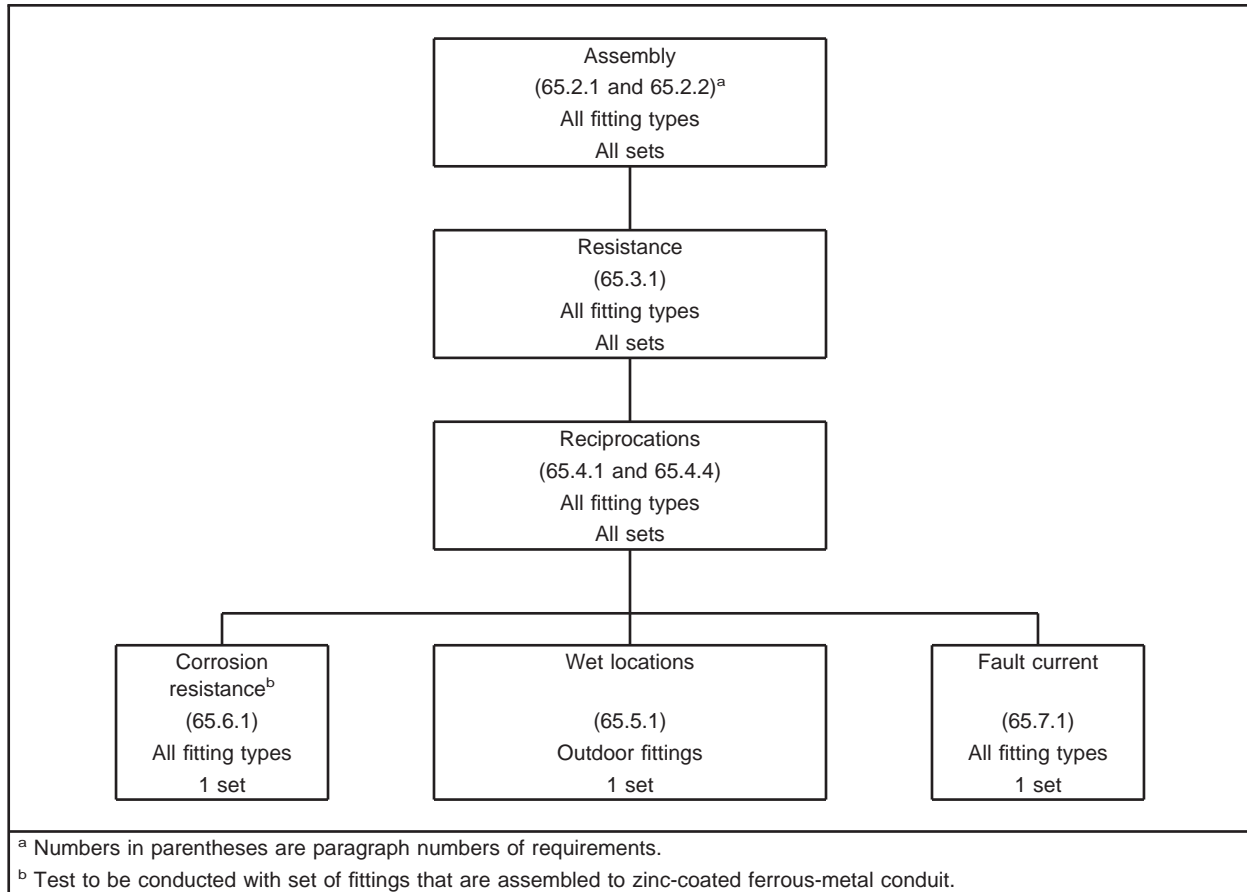 Assembly
(65.2.1 and 65.2.2)ª
All fitting types
All sets
Resistance
(65.3.1)
All fitting types
All sets
Reciprocations
(65.4.1 and 65.4.4)
All fitting types
All sets
Corrosion
resistanceᵇ
(65.6.1)
All fitting types
1 set
Wet locations
(65.5.1)
Outdoor fittings
1 set
Fault current
(65.7.1)
All fitting types
1 set
ª Numbers in parentheses are paragraph numbers of requirements.
ᵇ Test to be conducted with set of fittings that are assembled to zinc-coated ferrous-metal conduit.